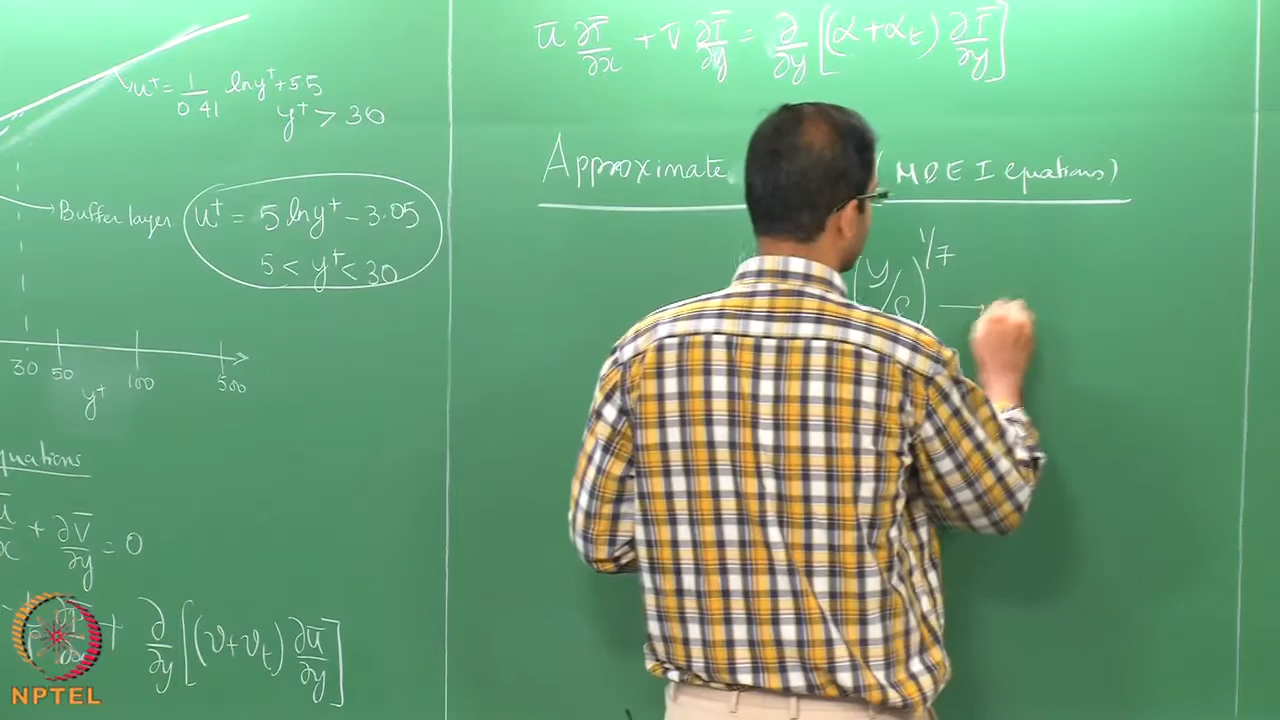 u⁺ = 1/0.41 ln y⁺ + 5.5
y⁺ > 30
Buffer layer
u⁺ = 5 ln y⁺ - 3.05
5 < y⁺ < 30
30 50 100 500
y⁺
quations
+ ∂V̅/∂y = 0
+ ∂/∂y [(ν+ν_t) ∂u̅/∂y]
NPTEL
u̅ ∂T̅/∂x + v̅ ∂T̅/∂y = ∂/∂y [(α+α_t) ∂T̅/∂y]
Approximate ( M & E I equations)
(y/δ)^1/7